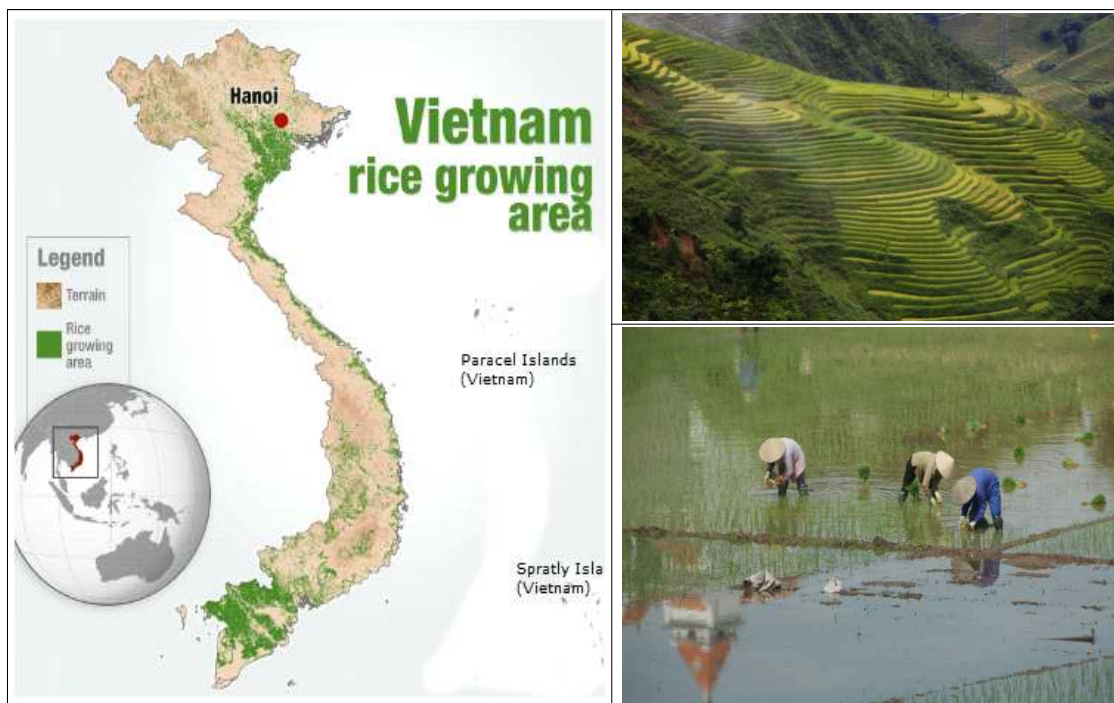 Hanoi
Vietnam
rice growing
area
Legend
Terrain
Rice
growing
area
Paracel Islands
(Vietnam)
Spratly Isla
(Vietnam)